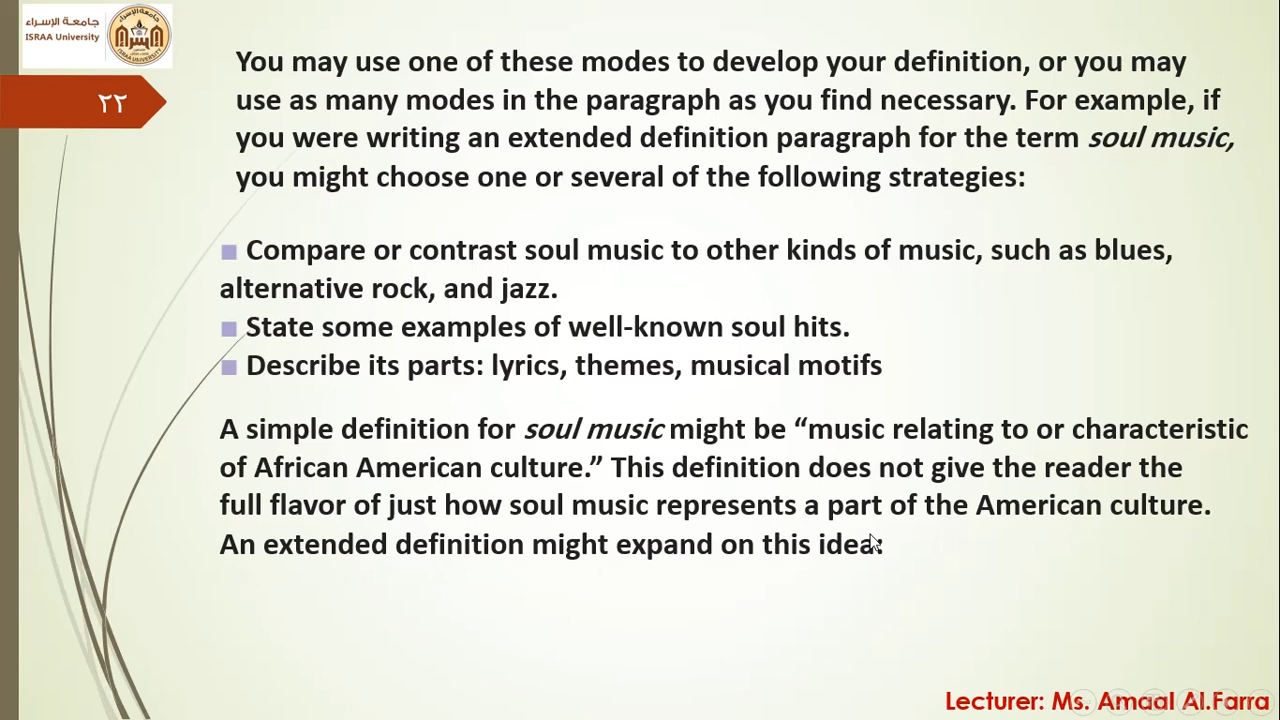 جامعة الإسراء
ISRAA University
٢٢
You may use one of these modes to develop your definition, or you may
use as many modes in the paragraph as you find necessary. For example, if
you were writing an extended definition paragraph for the term soul music,
you might choose one or several of the following strategies:
■ Compare or contrast soul music to other kinds of music, such as blues,
alternative rock, and jazz.
■ State some examples of well-known soul hits.
■ Describe its parts: lyrics, themes, musical motifs
A simple definition for soul music might be “music relating to or characteristic
of African American culture.” This definition does not give the reader the
full flavor of just how soul music represents a part of the American culture.
An extended definition might expand on this idea:
Lecturer: Ms. Amaal Al.Farra